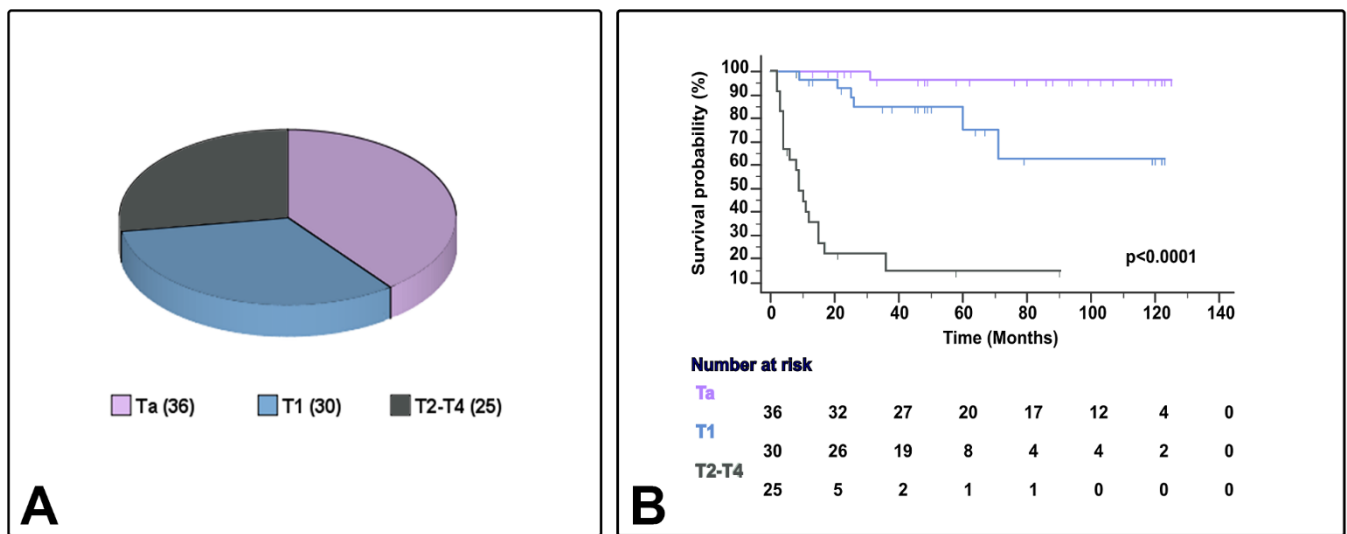 Ta (36) T1 (30) T2-T4 (25)
A
Survival probability (%)
100
90
80
70
60
50
40
30
20
10
p<0.0001
0 20 40 60 80 100 120 140
Time (Months)
Number at risk
Ta
36 32 27 20 17 12 4 0
T1
30 26 19 8 4 4 2 0
T2-T4
25 5 2 1 1 0 0 0
B